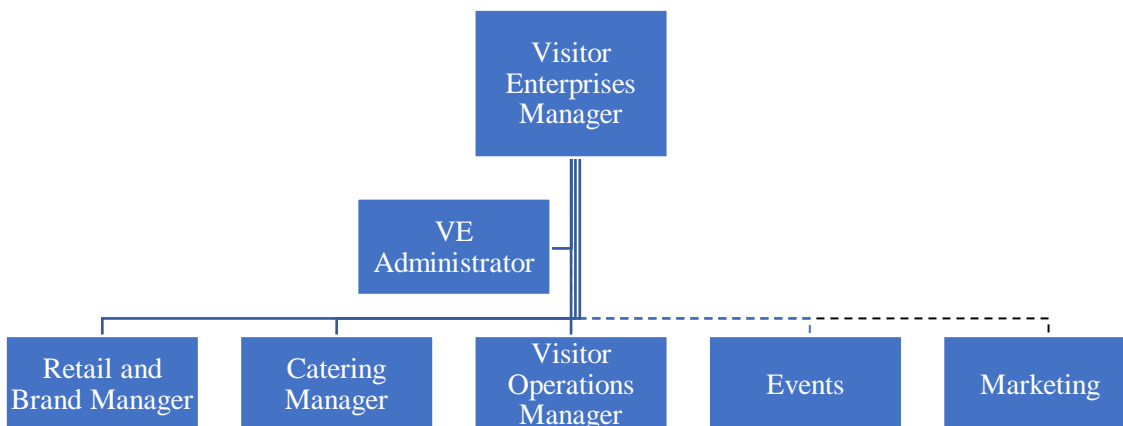 Visitor
Enterprises
Manager
VE
Administrator
Retail and
Brand Manager
Catering
Manager
Visitor
Operations
Manager
Events
Marketing